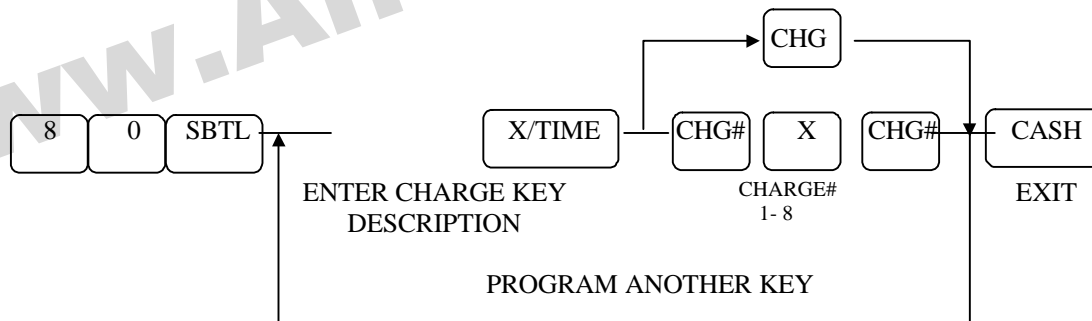 CHG
8 0 SBTL X/TIME CHG# X CHG# CASH
ENTER CHARGE KEY
DESCRIPTION
CHARGE#
1- 8
EXIT
PROGRAM ANOTHER KEY